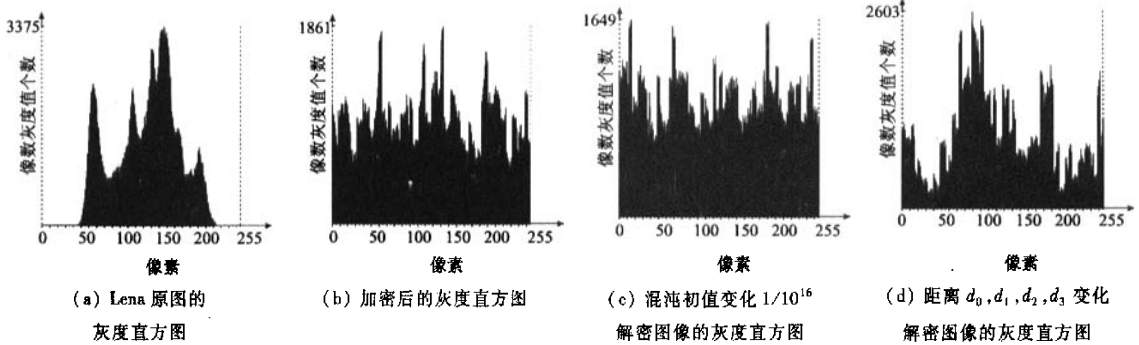 3375
像数灰度值个数
0 50 100 150 200 255
像素
(a) Lena 原图的
灰度直方图
1861
像数灰度值个数
0 50 100 150 200 255
像素
(b) 加密后的灰度直方图
1649
像数灰度值个数
0 50 100 150 200 255
像素
(c) 混沌初值变化 1/10¹⁶
解密图像的灰度直方图
2603
像数灰度值个数
0 50 100 150 200 255
像素
(d) 距离 d₀,d₁,d₂,d₃ 变化
解密图像的灰度直方图